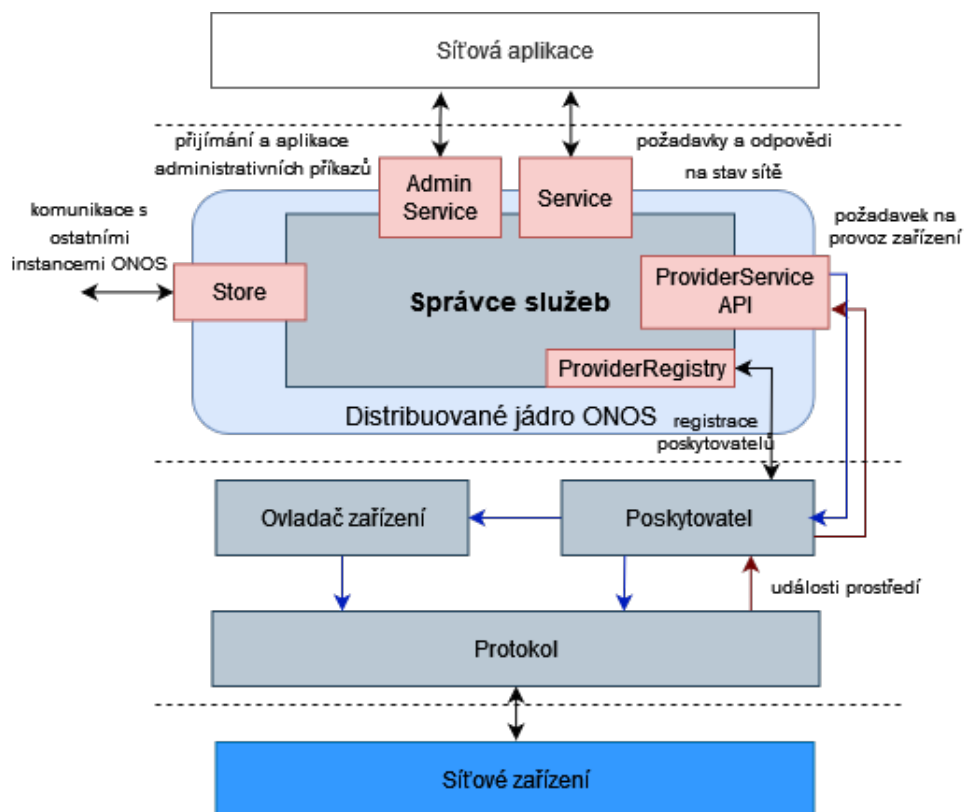 Síťová aplikace
přijímání a aplikace
administrativních příkazů
požadavky a odpovědi
na stav sítě
Admin
Service
Service
komunikace s
ostatními
instancemi ONOS
požadavek na
provoz zařízení
Store
ProviderService
API
Správce služeb
ProviderRegistry
Distribuované jádro ONOS
registrace
poskytovatelů
Ovladač zařízení
Poskytovatel
události prostředí
Protokol
Síťové zařízení